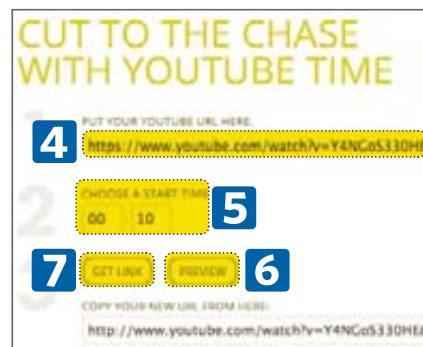 CUT TO THE CHASE
WITH YOUTUBE TIME
1
PUT YOUR YOUTUBE URL HERE:
4
https://www.youtube.com/watch?v=Y4NGoS330HE
2
CHOOSE A START TIME
00 10
5
7
GET LINK
PREVIEW
6
3
COPY YOUR NEW URL FROM HERE:
http://www.youtube.com/watch?v=Y4NGoS330HE